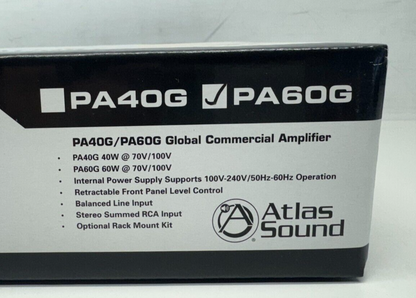 PA40G PA60G
PA40G/PA60G Global Commercial Amplifier
• PA40G 40W @ 70V/100V
• PA60G 60W @ 70V/100V
• Internal Power Supply Supports 100V-240V/50Hz-60Hz Operation
• Retractable Front Panel Level Control
• Balanced Line Input
• Stereo Summed RCA Input
• Optional Rack Mount Kit
Atlas
Sound